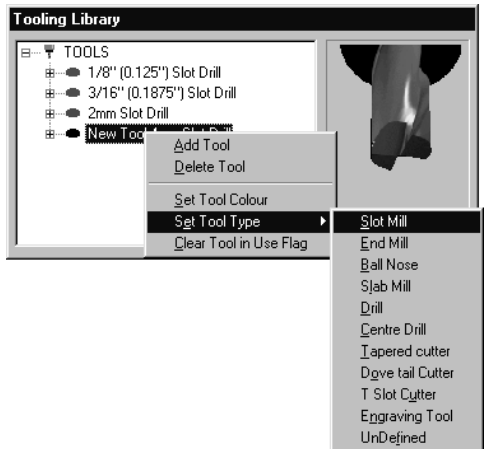 Tooling Library
TOOLS
1/8" (0.125") Slot Drill
3/16" (0.1875") Slot Drill
2mm Slot Drill
New Tool
Add Tool
Delete Tool
Set Tool Colour
Set Tool Type
Clear Tool in Use Flag
Slot Mill
End Mill
Ball Nose
Slab Mill
Drill
Centre Drill
Tapered cutter
Dove tail Cutter
T Slot Cutter
Engraving Tool
UnDefined